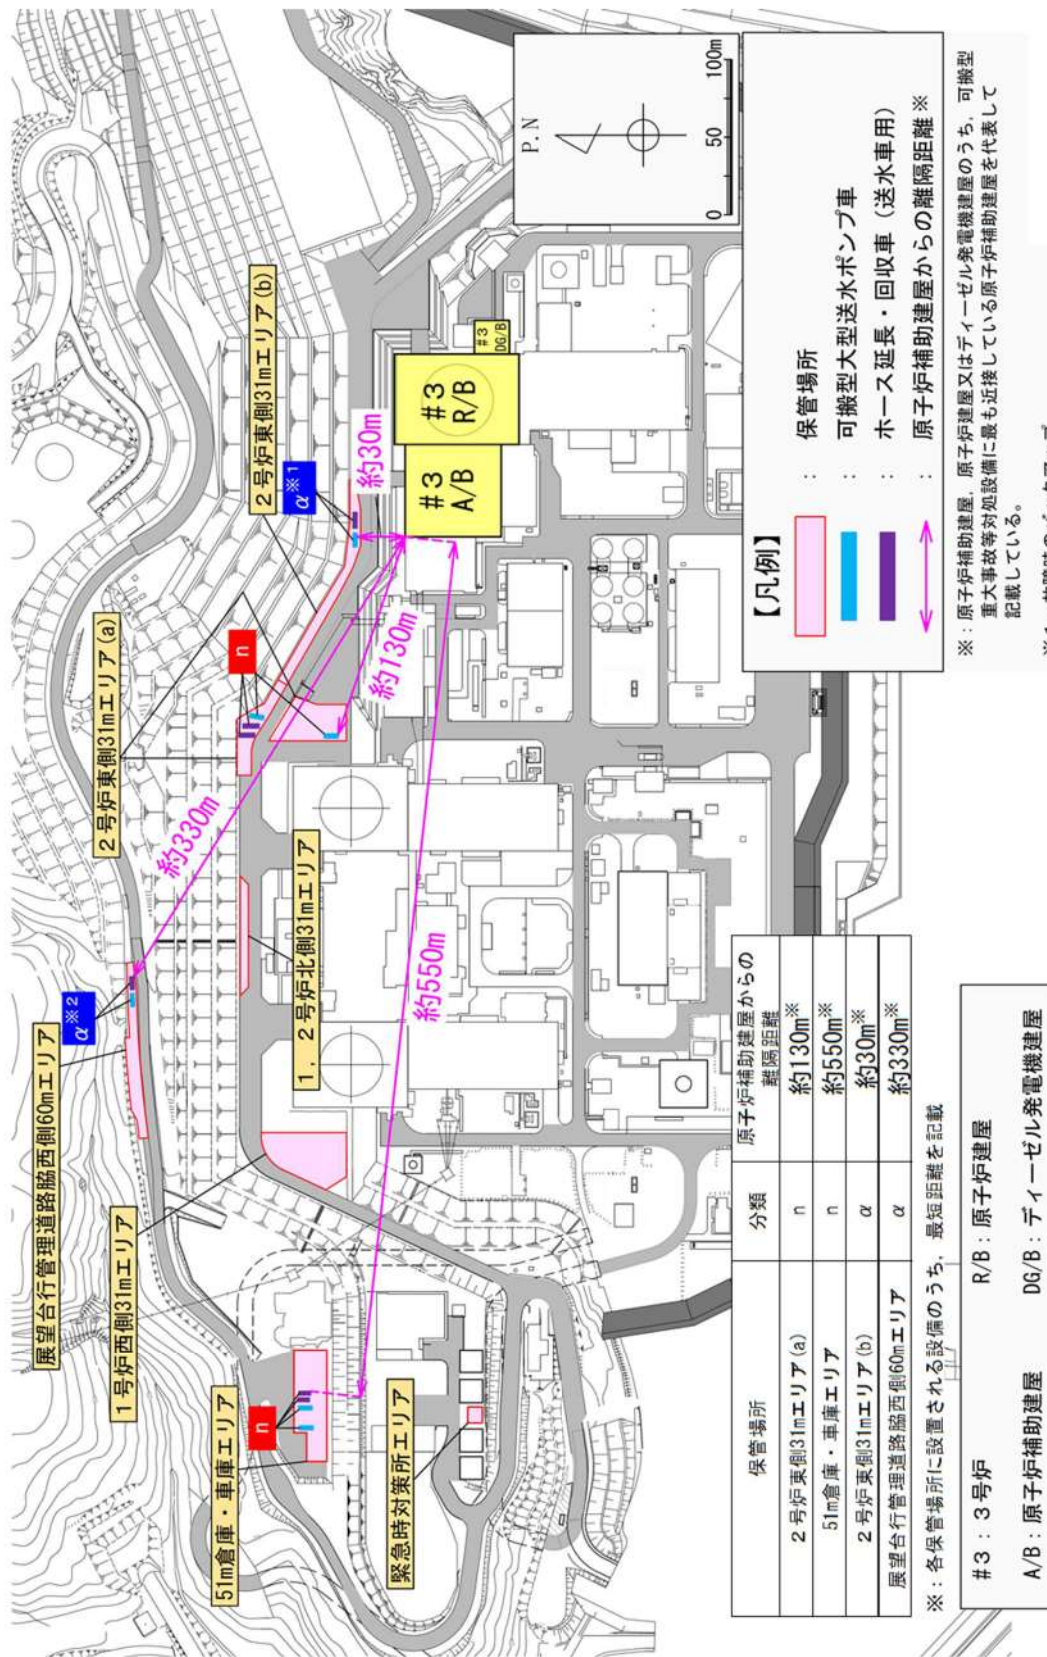 P.N
0 50 100m
展望台行管理道路脇西側60mエリア
α※2
1号炉西側31mエリア
51m倉庫・車庫エリア
n
緊急時対策所エリア
1,2号炉北側31mエリア
2号炉東側31mエリア(a)
n
2号炉東側31mエリア(b)
α※1
約330m
約130m
約30m
約550m
#3
A/B
#3
R/B
#3
DG/B
【凡例】
: 保管場所
: 可搬型大型送水ポンプ車
: ホース延長・回収車（送水車用）
: 原子炉補助建屋からの離隔距離※
※：原子炉補助建屋，原子炉建屋又はディーゼル発電機建屋のうち，可搬型
重大事故等対処設備に最も近接している原子炉補助建屋を代表して
記載している。
保管場所 分類 原子炉補助建屋からの離隔距離
2号炉東側31mエリア(a) n 約130m※
51m倉庫・車庫エリア n 約550m※
2号炉東側31mエリア(b) α 約30m※
展望台行管理道路脇西側60mエリア α 約330m※
※：各保管場所に設置される設備のうち，最短距離を記載
#3：3号炉 R/B：原子炉建屋
A/B：原子炉補助建屋 DG/B：ディーゼル発電機建屋